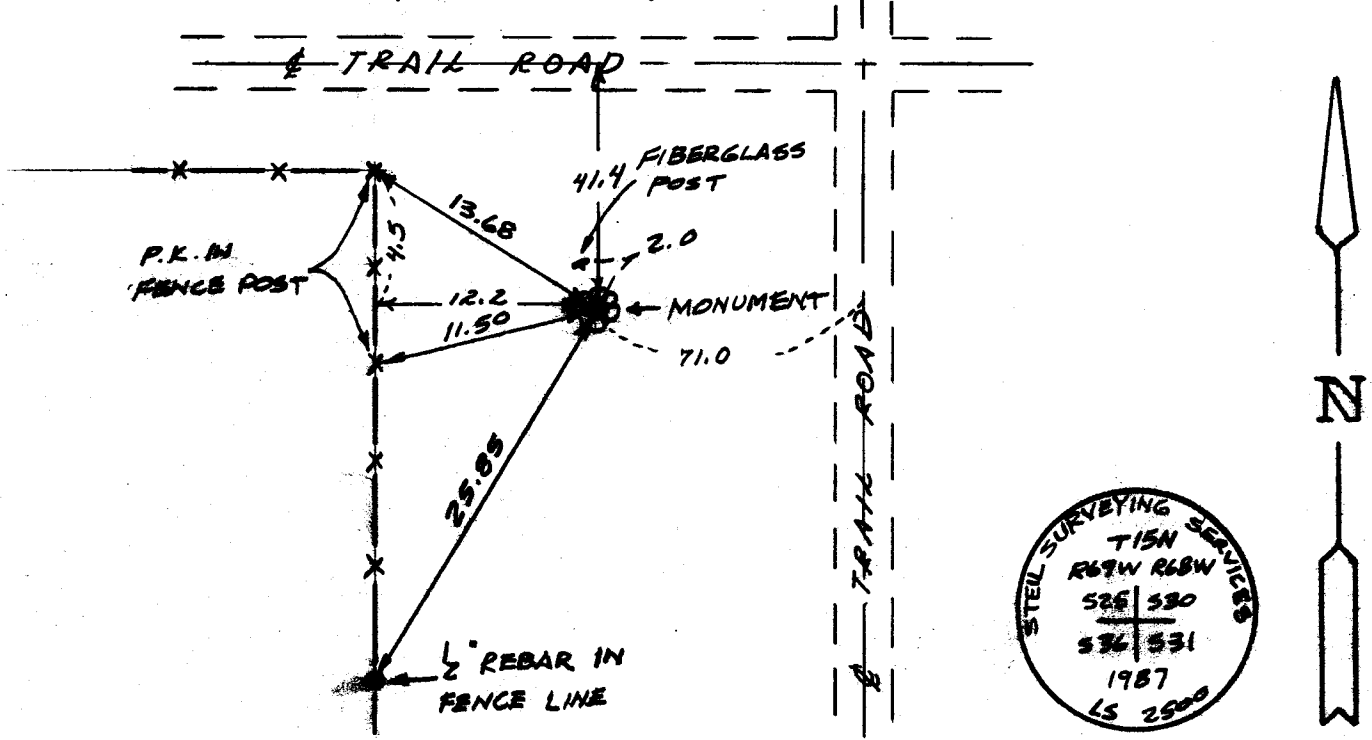 ℄ TRAIL ROAD
FIBERGLASS
POST
41.4
13.68
4.5
2.0
P.K. IN
FENCE POST
12.2
MONUMENT
11.50
71.0
TRAIL ROAD ℄
25.85
N
½" REBAR IN
FENCE LINE
STEIL SURVEYING SERVICES
T15N
R69W R68W
S25 S30
S36 S31
1987
LS 2500